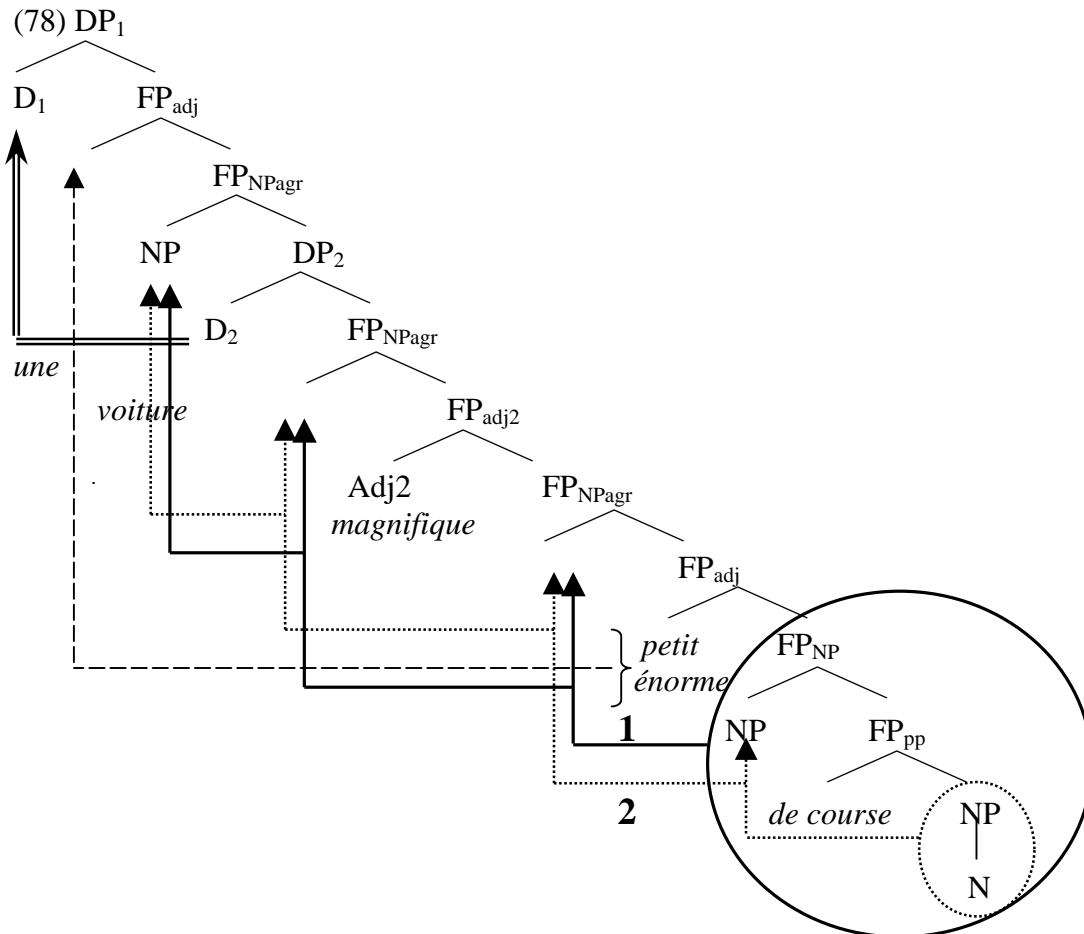 (78) DP1
D1 FPadj
FPNPagr
NP DP2
D2 FPNPagr
une
voiture FPadj2
Adj2 FPNPagr
magnifique
FPadj
petit FPNP
énorme
1 NP FPpp
2 de course NP
N